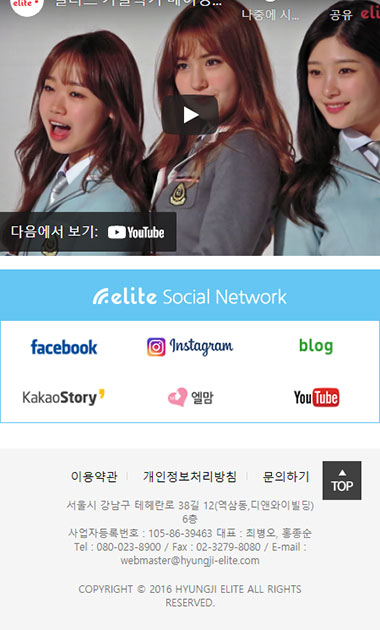 elite
나중에 시...
공유
다음에서 보기: YouTube
elite Social Network
facebook Instagram blog
KakaoStory 엘맘 YouTube
이용약관 | 개인정보처리방침 | 문의하기
TOP
서울시 강남구 테헤란로 38길 12(역삼동,디앤와이빌딩)
6층
사업자등록번호 : 105-86-39463 대표 : 최병오, 홍종순
Tel : 080-023-8900 / Fax : 02-3279-8080 / E-mail :
webmaster@hyungji-elite.com
COPYRIGHT © 2016 HYUNGJI ELITE ALL RIGHTS
RESERVED.